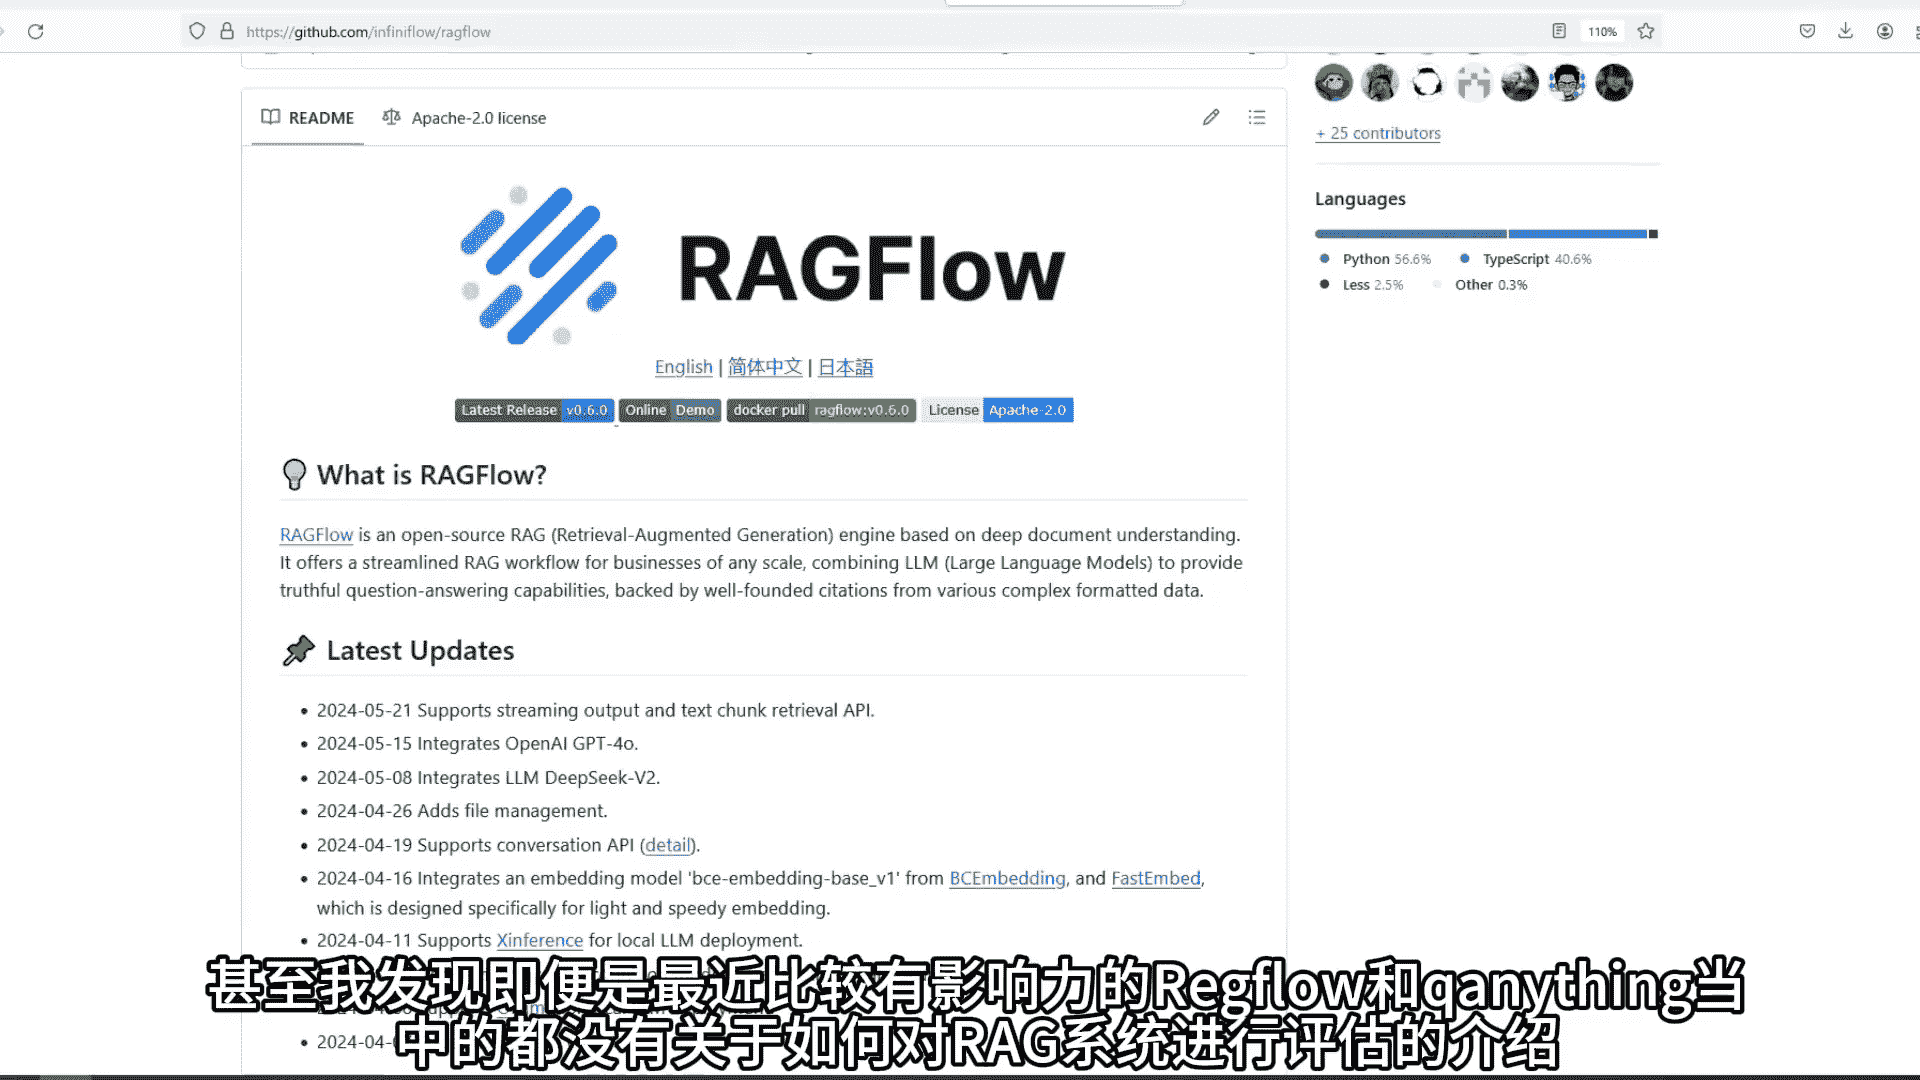 https://github.com/infiniflow/ragflow
110%
README
Apache-2.0 license
+ 25 contributors
Languages
Python 56.6%
TypeScript 40.6%
Less 2.5%
Other 0.3%
RAGFlow
English | 简体中文 | 日本語
Latest Release v0.6.0
Online Demo
docker pull ragflow:v0.6.0
License Apache-2.0
What is RAGFlow?
RAGFlow is an open-source RAG (Retrieval-Augmented Generation) engine based on deep document understanding.
It offers a streamlined RAG workflow for businesses of any scale, combining LLM (Large Language Models) to provide
truthful question-answering capabilities, backed by well-founded citations from various complex formatted data.
Latest Updates
2024-05-21 Supports streaming output and text chunk retrieval API.
2024-05-15 Integrates OpenAI GPT-4o.
2024-05-08 Integrates LLM DeepSeek-V2.
2024-04-26 Adds file management.
2024-04-19 Supports conversation API (detail).
2024-04-16 Integrates an embedding model 'bce-embedding-base_v1' from BCEmbedding, and FastEmbed,
which is designed specifically for light and speedy embedding.
2024-04-11 Supports Xinference for local LLM deployment.
甚至我发现即便是最近比较有影响力的Regflow和qanything当
中的都没有关于如何对RAG系统进行评估的介绍